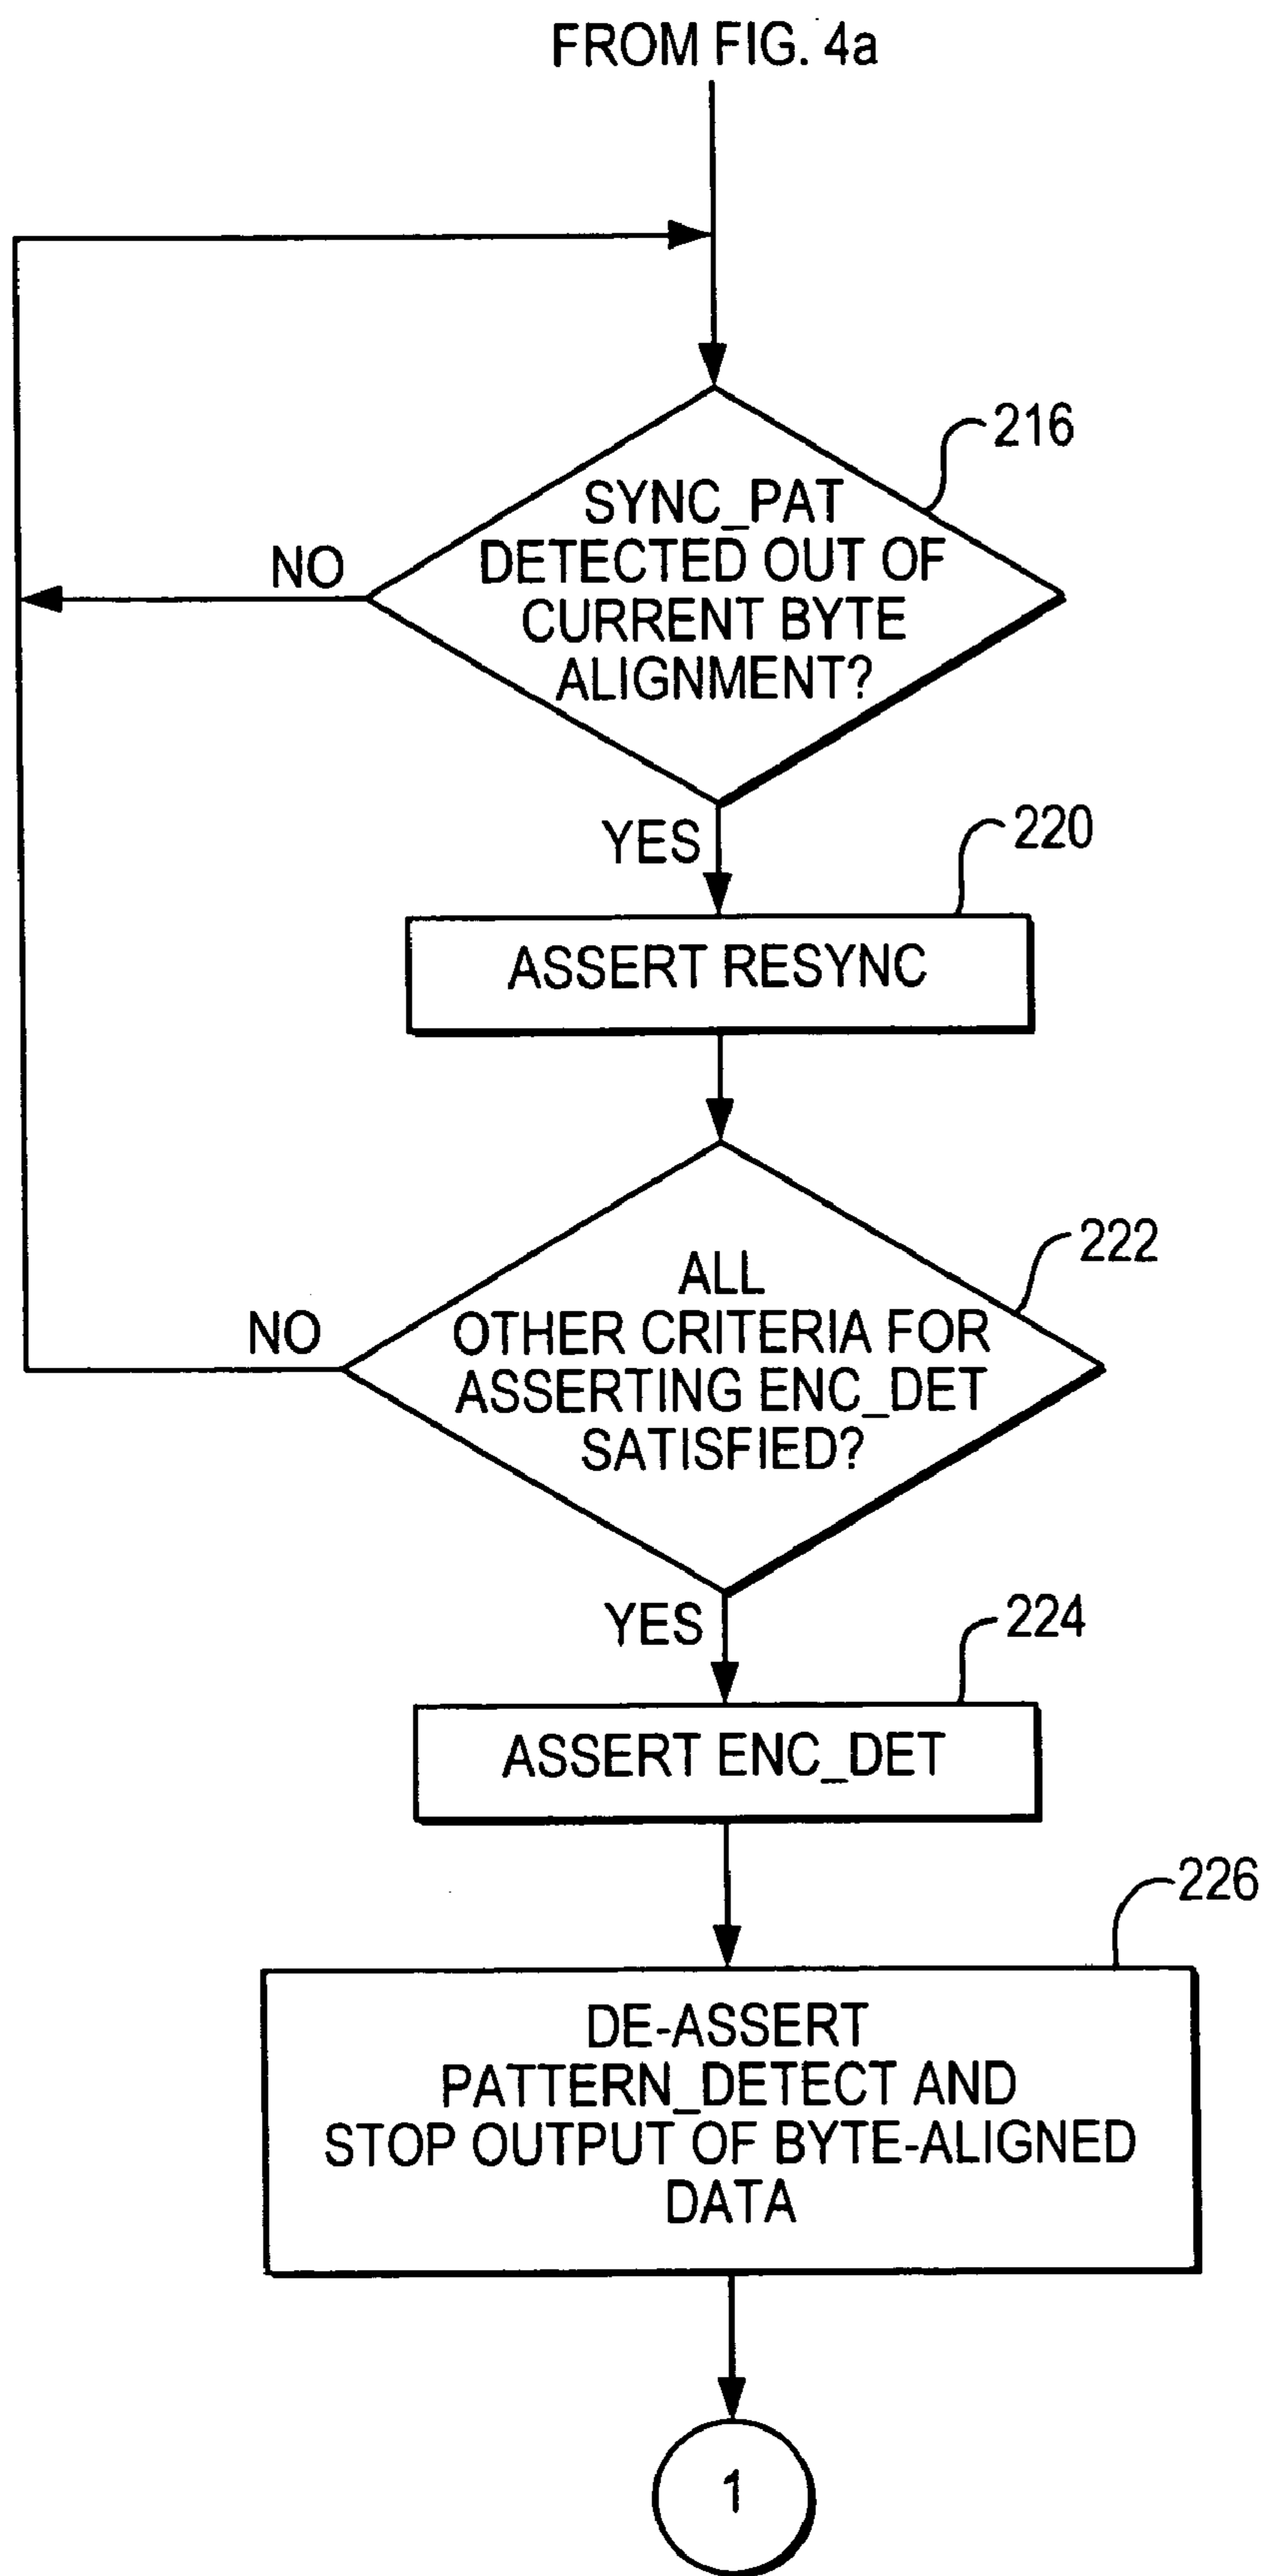 FROM FIG. 4a
216
SYNC_PAT
DETECTED OUT OF
CURRENT BYTE
ALIGNMENT?
NO
YES
220
ASSERT RESYNC
222
ALL
OTHER CRITERIA FOR
ASSERTING ENC_DET
SATISFIED?
NO
YES
224
ASSERT ENC_DET
226
DE-ASSERT
PATTERN_DETECT AND
STOP OUTPUT OF BYTE-ALIGNED
DATA
1